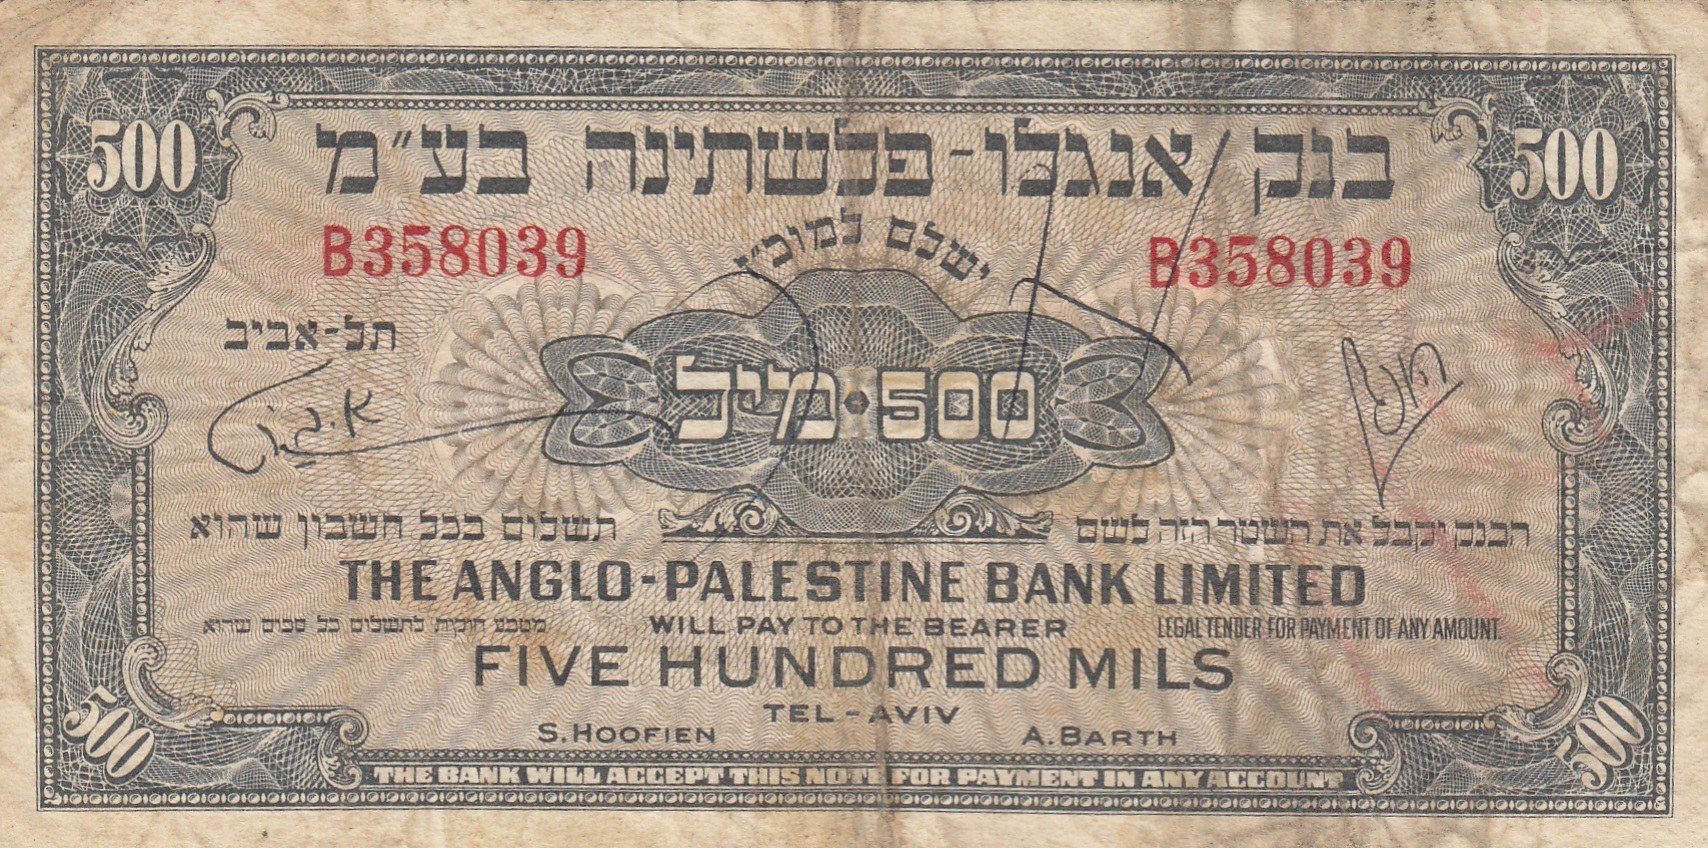 500 בנק אנגלו-פלשתינה בע״מ 500
ישלם למוכ״ז
B358039 B358039
תל-אביב
500 מיל
א. ברט
הופין
הבנק יקבל את השטר הזה לשם תשלום בכל חשבון שהוא
THE ANGLO-PALESTINE BANK LIMITED
מטבע חוקית לתשלום כל סכום שהוא
WILL PAY TO THE BEARER
LEGAL TENDER FOR PAYMENT OF ANY AMOUNT.
FIVE HUNDRED MILS
TEL-AVIV
S. HOOFIEN A. BARTH
500 THE BANK WILL ACCEPT THIS NOTE FOR PAYMENT IN ANY ACCOUNT 500